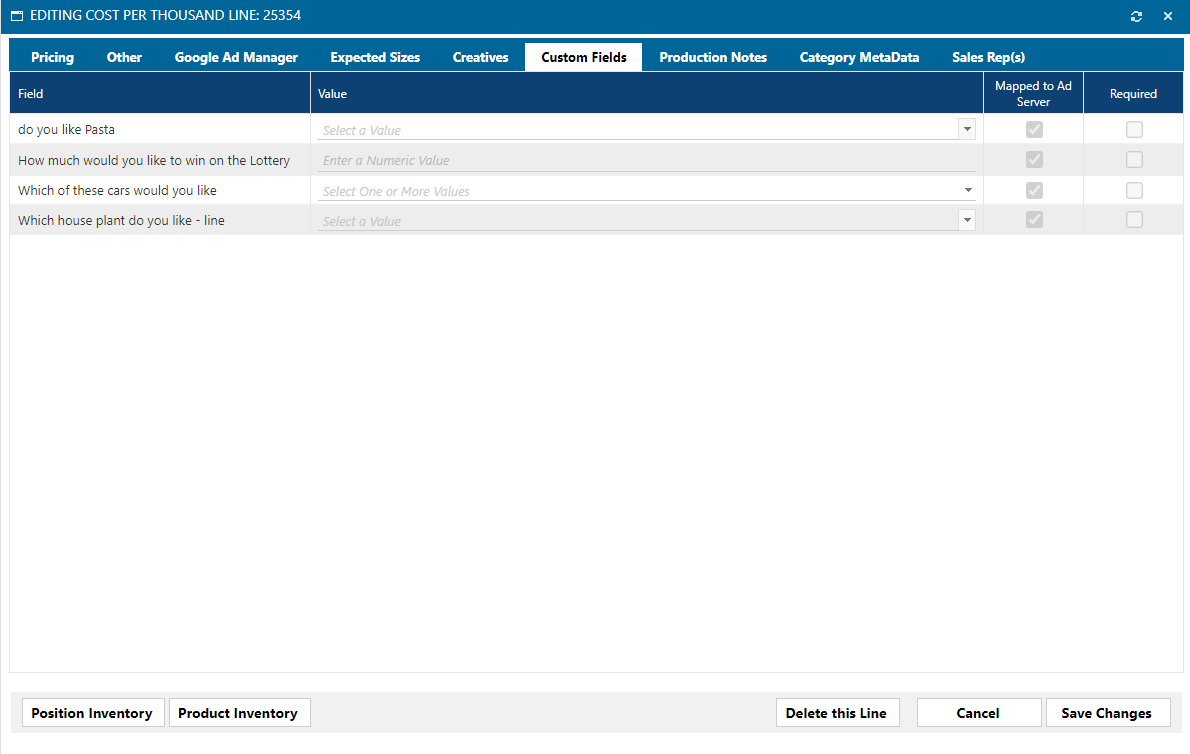 EDITING COST PER THOUSAND LINE: 25354
Pricing Other Google Ad Manager Expected Sizes Creatives Custom Fields Production Notes Category MetaData Sales Rep(s)
Field Value Mapped to Ad Server Required
do you like Pasta Select a Value
How much would you like to win on the Lottery Enter a Numeric Value
Which of these cars would you like Select One or More Values
Which house plant do you like - line Select a Value
Position Inventory Product Inventory Delete this Line Cancel Save Changes